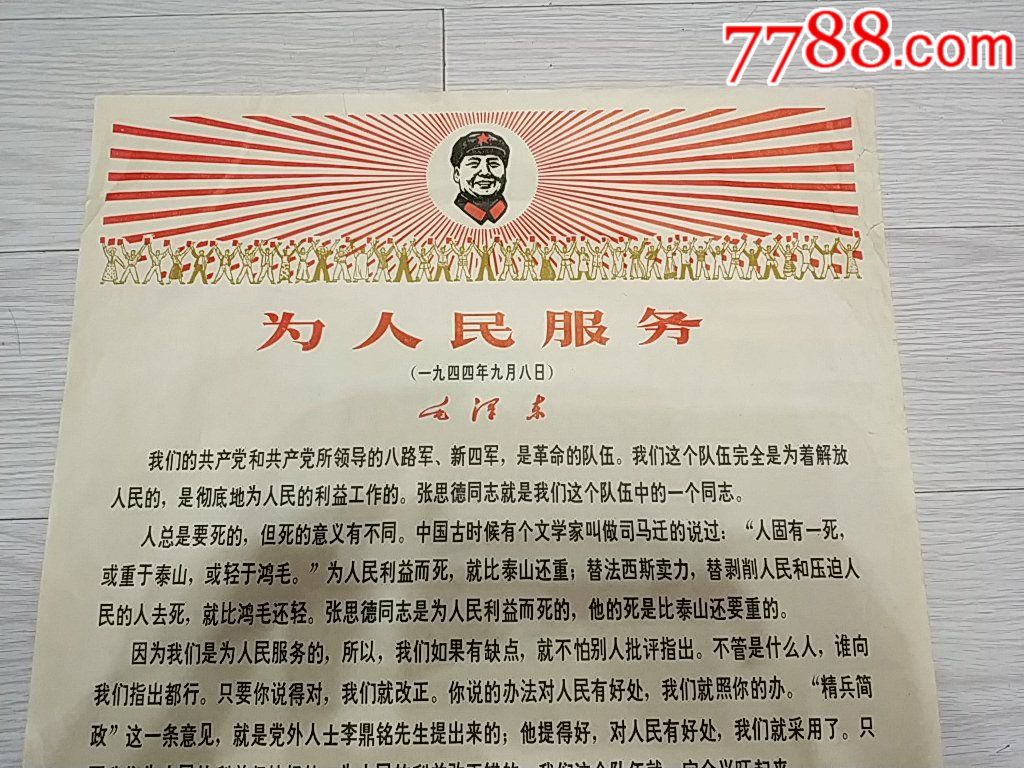 7788.com
为人民服务
（一九四四年九月八日）
毛泽东
我们的共产党和共产党所领导的八路军、新四军，是革命的队伍。我们这个队伍完全是为着解放
人民的，是彻底地为人民的利益工作的。张思德同志就是我们这个队伍中的一个同志。
人总是要死的，但死的意义有不同。中国古时候有个文学家叫做司马迁的说过：“人固有一死，
或重于泰山，或轻于鸿毛。”为人民利益而死，就比泰山还重；替法西斯卖力，替剥削人民和压迫人
民的人去死，就比鸿毛还轻。张思德同志是为人民利益而死的，他的死是比泰山还要重的。
因为我们是为人民服务的，所以，我们如果有缺点，就不怕别人批评指出。不管是什么人，谁向
我们指出都行。只要你说得对，我们就改正。你说的办法对人民有好处，我们就照你的办。“精兵简
政”这一条意见，就是党外人士李鼎铭先生提出来的；他提得好，对人民有好处，我们就采用了。只